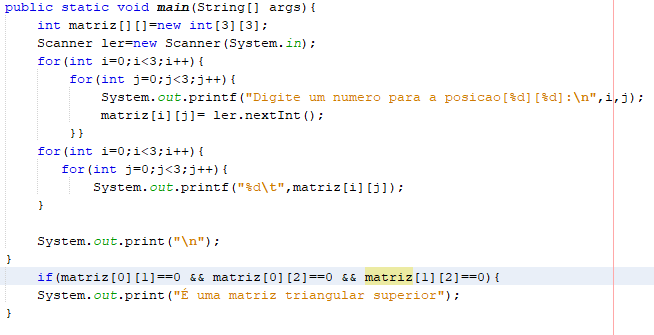 public static void main(String[] args){
int matriz[][]=new int[3][3];
Scanner ler=new Scanner(System.in);
for(int i=0;i<3;i++){
for(int j=0;j<3;j++){
System.out.printf("Digite um numero para a posicao[%d][%d]:\n",i,j);
matriz[i][j]= ler.nextInt();
}}
for(int i=0;i<3;i++){
for(int j=0;j<3;j++){
System.out.printf("%d\t",matriz[i][j]);
}
System.out.print("\n");
}
if(matriz[0][1]==0 && matriz[0][2]==0 && matriz[1][2]==0){
System.out.print("É uma matriz triangular superior");
}